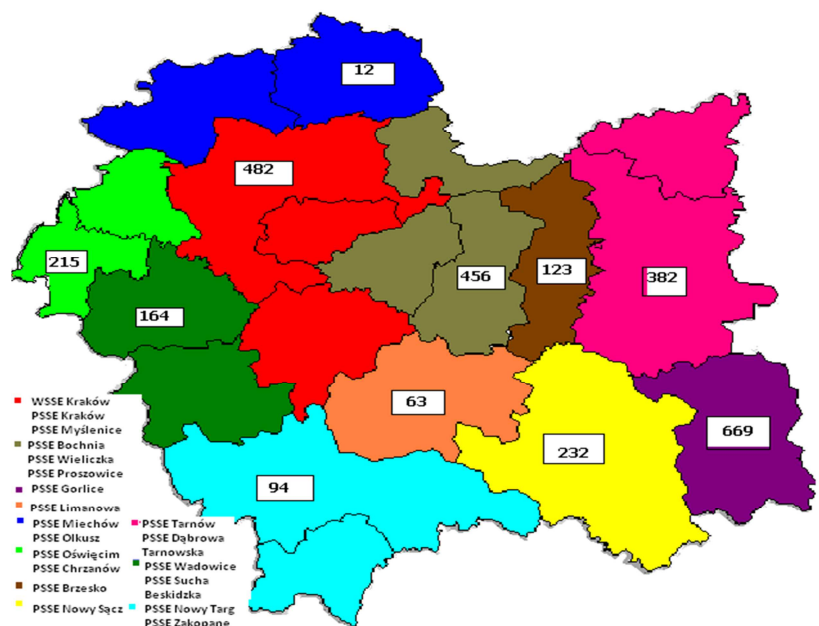 12
482
215
456
123
382
164
63
669
232
94
WSSE Kraków
PSSE Kraków
PSSE Myślenice
PSSE Bochnia
PSSE Wieliczka
PSSE Proszowice
PSSE Gorlice
PSSE Limanowa
PSSE Miechów
PSSE Olkusz
PSSE Oświęcim
PSSE Chrzanów
PSSE Brzesko
PSSE Nowy Sącz
PSSE Tarnów
PSSE Dąbrowa
Tarnowska
PSSE Wadowice
PSSE Sucha
Beskidzka
PSSE Nowy Targ
PSSE Zakopane